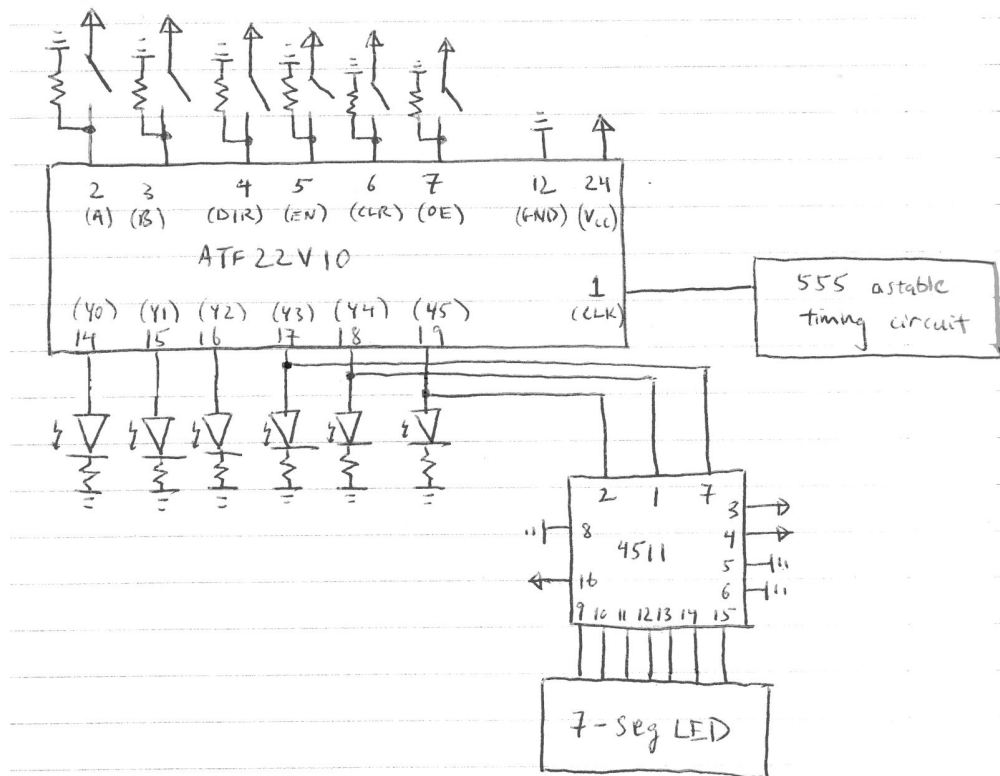 2 3 4 5 6 7 12 24
(A) (B) (DIR) (EN) (CLR) (OE) (GND) (Vcc)
ATF22V10
1
(CLK)
555 astable
timing circuit
(Y0) (Y1) (Y2) (Y3) (Y4) (Y5)
14 15 16 17 18 19
2 1 7
3
8
4511
4
5
16
6
9 10 11 12 13 14 15
7-seg LED